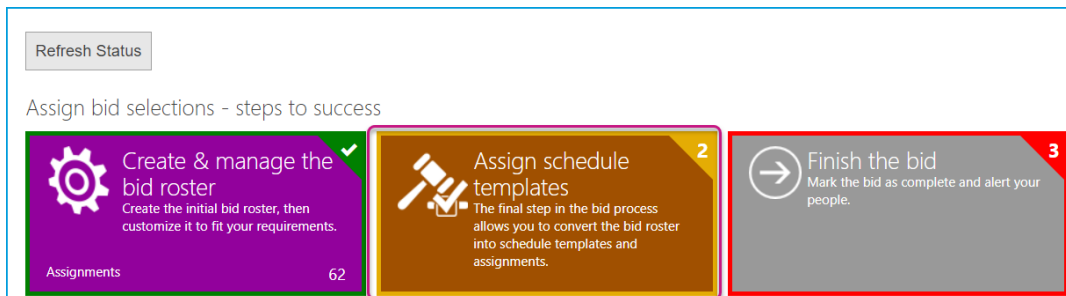 Refresh Status
Assign bid selections - steps to success
Create & manage the
bid roster
Create the initial bid roster, then
customize it to fit your requirements.
Assignments 62
2
Assign schedule
templates
The final step in the bid process
allows you to convert the bid roster
into schedule templates and
assignments.
3
Finish the bid
Mark the bid as complete and alert your
people.